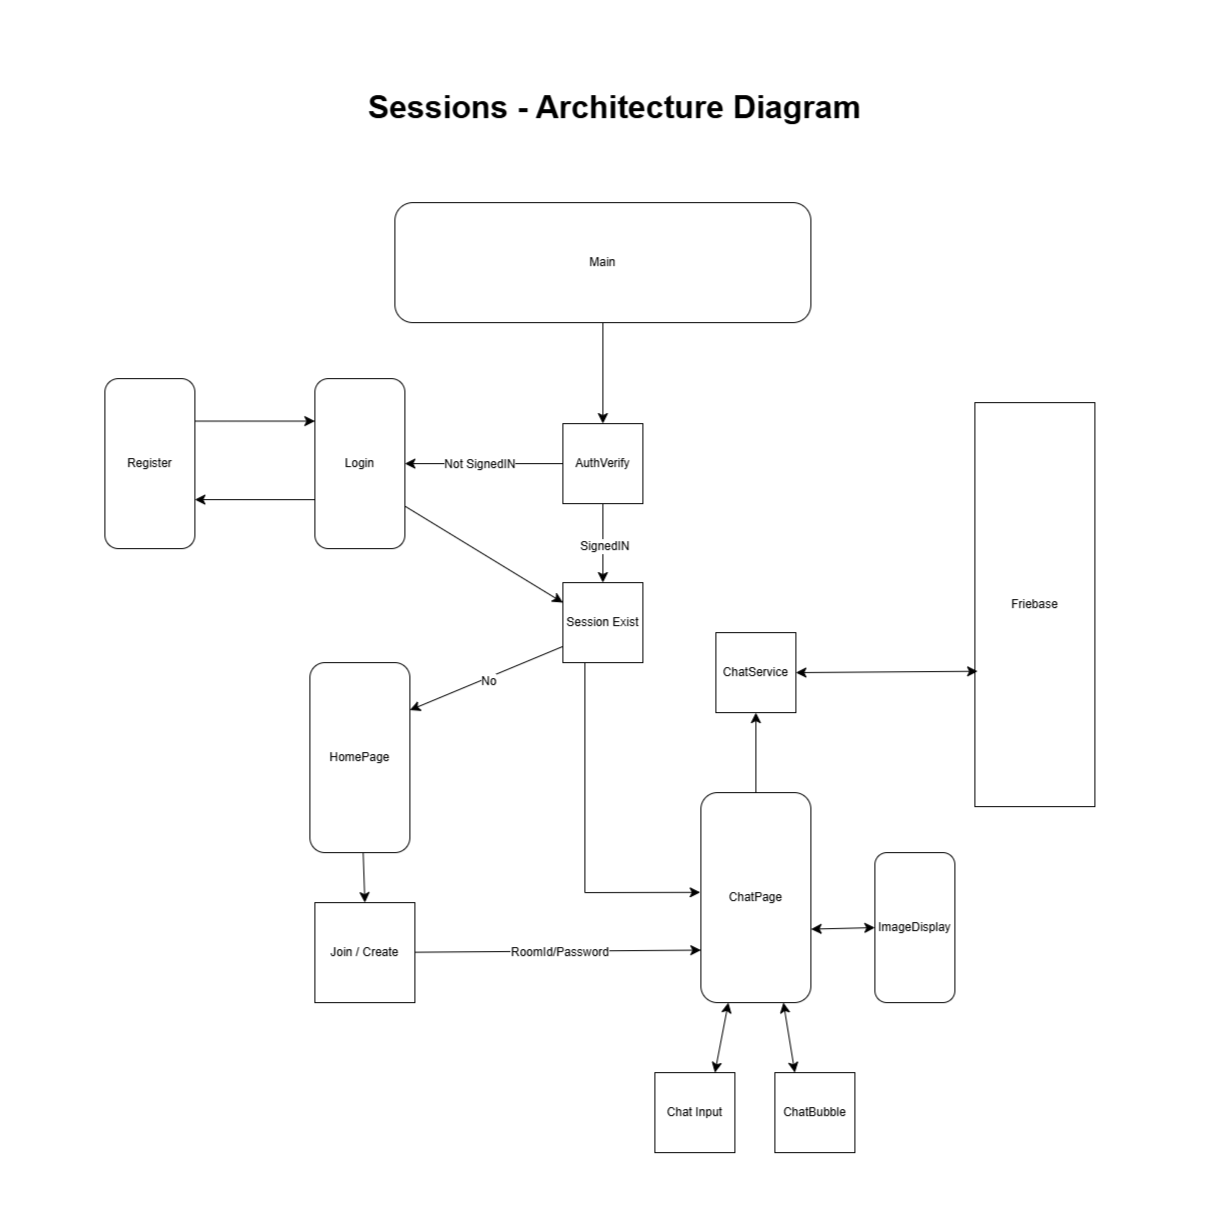 Sessions - Architecture Diagram
Main
Register
Login
Not SignedIN
AuthVerify
SignedIN
Session Exist
Friebase
No
ChatService
HomePage
ChatPage
ImageDisplay
Join / Create
RoomId/Password
Chat Input
ChatBubble